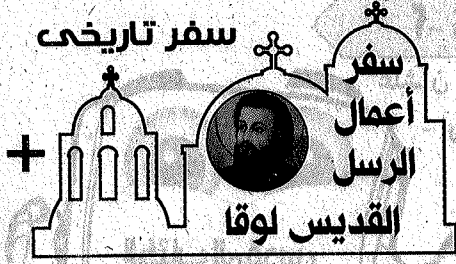 سفر تاريخى
سفر
أعمال
الرسل
القديس لوقا